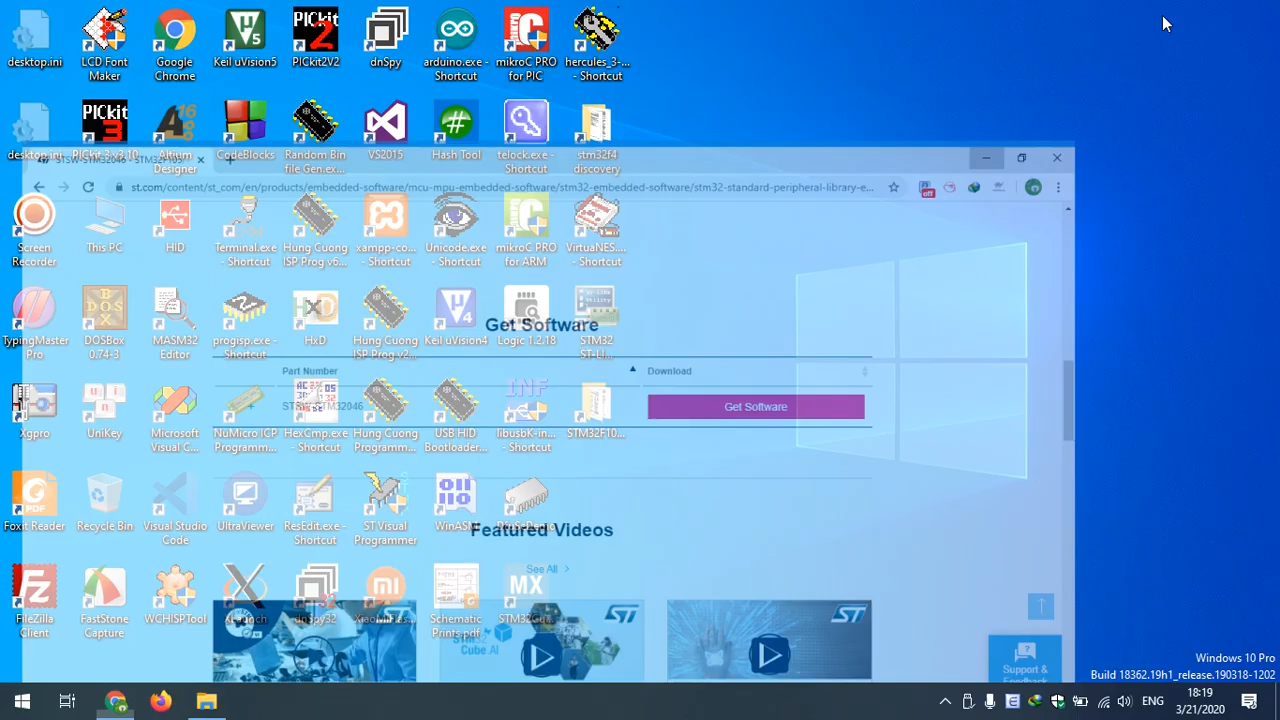 desktop.ini
LCD Font
Maker
Google
Chrome
Keil uVision5
PICkit2V2
dnSpy
arduino.exe -
Shortcut
mikroC PRO
for PIC
hercules_3-...
- Shortcut
Altium
Designer
CodeBlocks
Random Bin
file Gen.ex...
VS2015
Hash Tool
telock.exe -
Shortcut
stm32f4
discovery
st.com/content/st_com/en/products/embedded-software/mcu-mpu-embedded-software/stm32-embedded-software/stm32-standard-peripheral-library-e...
off
Screen
Recorder
This PC
HID
Terminal.exe
- Shortcut
Hung Cuong
ISP Prog v6...
xampp-co...
- Shortcut
Unicode.exe
- Shortcut
mikroC PRO
for ARM
VirtuaNES....
- Shortcut
Get Software
TypingMaster
Pro
DOSBox
0.74-3
MASM32
Editor
progisp.exe -
Shortcut
HxD
Hung Cuong
ISP Prog v2...
Keil uVision4
Logic 1.2.18
STM32
ST-LI...
Part Number
Download
STSW-STM32046
Get Software
Xgpro
UniKey
Microsoft
Visual C...
NuMicro ICP
Programm...
HexCmp.exe
- Shortcut
Hung Cuong
Programm...
USB HID
Bootloader...
libusbK-in...
- Shortcut
STM32F10...
Foxit Reader
Recycle Bin
Visual Studio
Code
UltraViewer
ResEdit.exe -
Shortcut
ST Visual
Programmer
Featured Videos
See All
FileZilla
Client
FastStone
Capture
WCHISPTool
XLaunch
dnSpy32
Schematic
Prints.pdf
Cube AI
Support &
Windows 10 Pro
Build 18362.19h1_release.190318-1202
ENG
18:19
3/21/2020